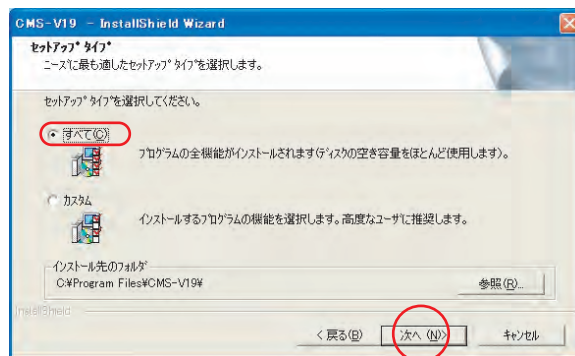 CMS-V19 - InstallShield Wizard
セットアップ タイプ
ニーズに最も適したセットアップ タイプを選択します。
セットアップ タイプを選択してください。
すべて(C)
プログラムの全機能がインストールされます(ディスクの空き容量をほとんど使用します)。
カスタム
インストールするプログラムの機能を選択します。高度なユーザに推奨します。
インストール先のフォルダ
C:¥Program Files¥CMS-V19¥
参照(R)...
InstallShield
< 戻る(B)
次へ (N)>
キャンセル